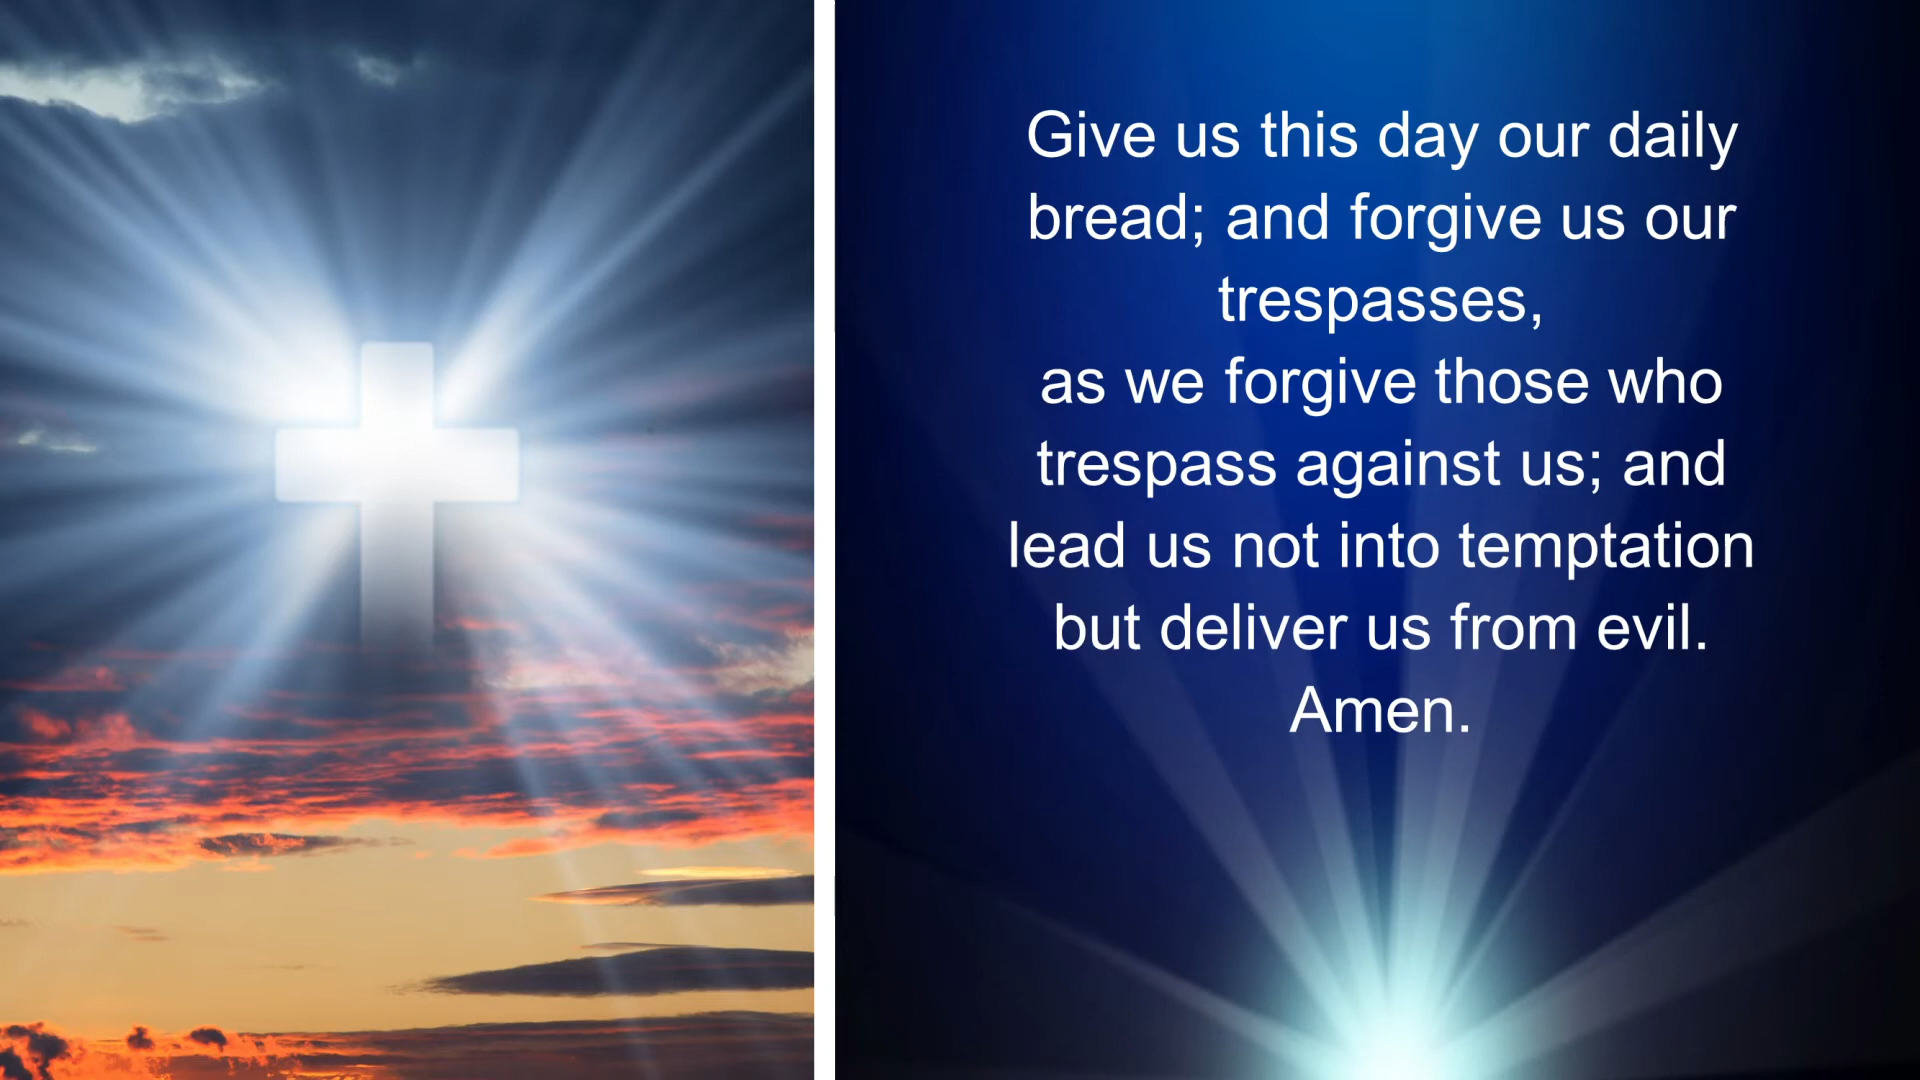 Give us this day our daily
bread; and forgive us our
trespasses,
as we forgive those who
trespass against us; and
lead us not into temptation
but deliver us from evil.
Amen.